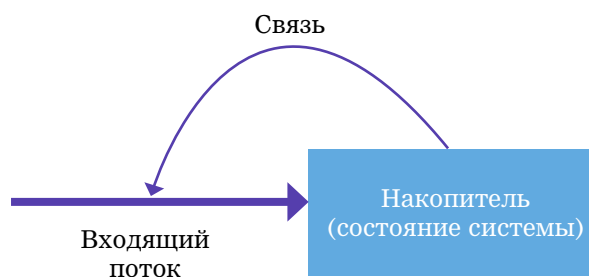 Связь
Накопитель
(состояние системы)
Входящий
поток